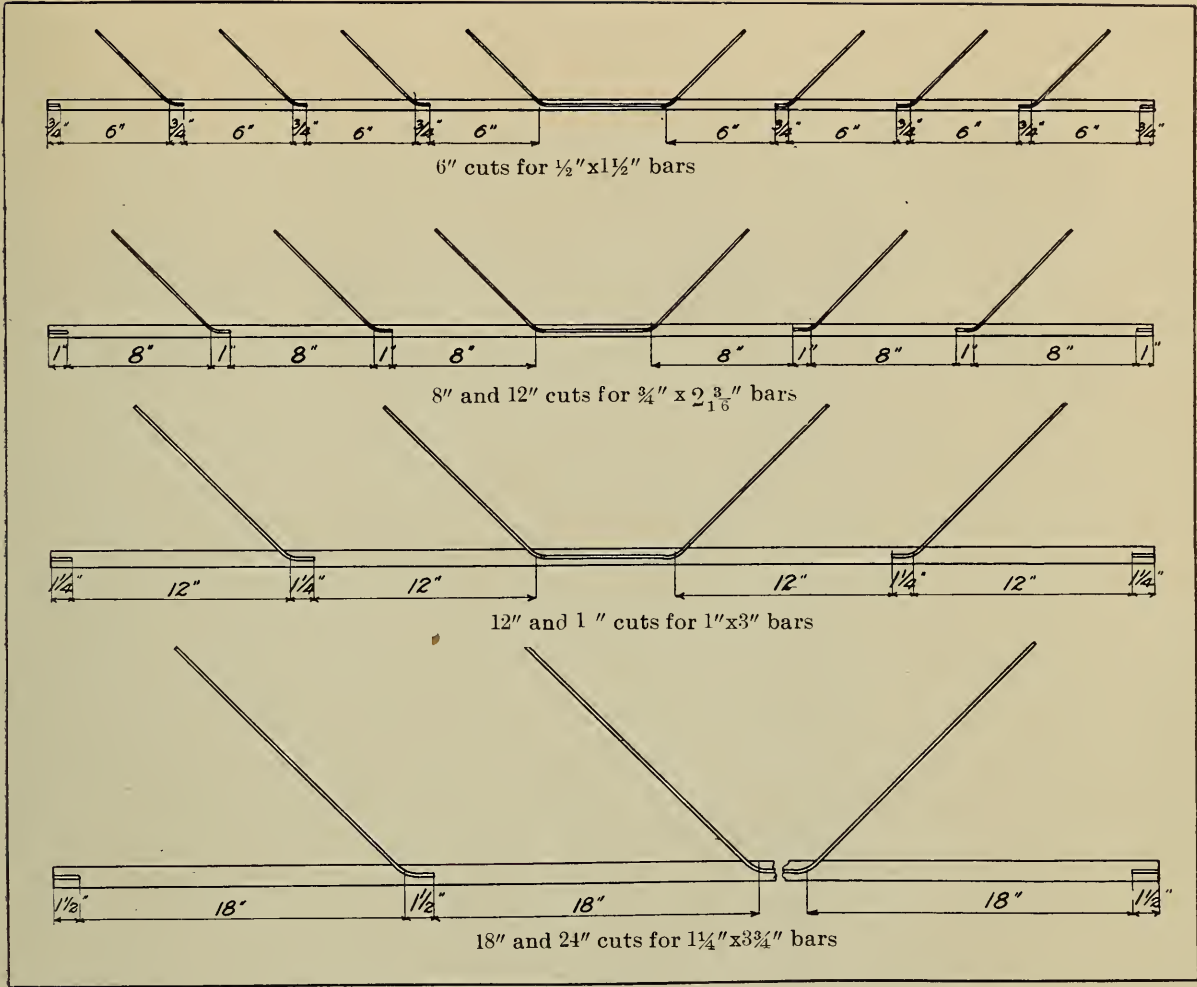 ¾" 6" ¾" 6" ¾" 6" ¾" 6" 6" ¾" 6" ¾" 6" ¾" 6" ¾"
6" cuts for ½"x1½" bars
1" 8" 1" 8" 1" 8" 8" 1" 8" 1" 8" 1"
8" and 12" cuts for ¾" x 2 3/16" bars
1¼" 12" 1¼" 12" 12" 1¼" 12" 1¼"
12" and 1 " cuts for 1"x3" bars
1½" 18" 1½" 18" 18" 1½"
18" and 24" cuts for 1¼"x3¾" bars